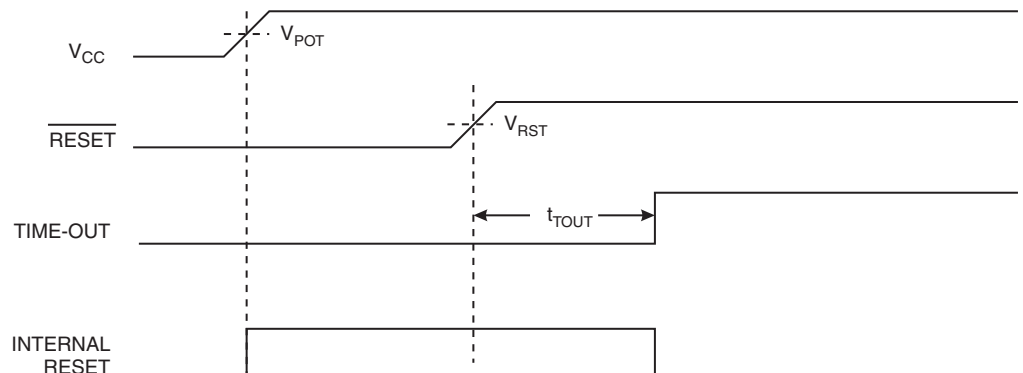 VCC
VPOT
RESET
VRST
TIME-OUT
tTOUT
INTERNAL
RESET